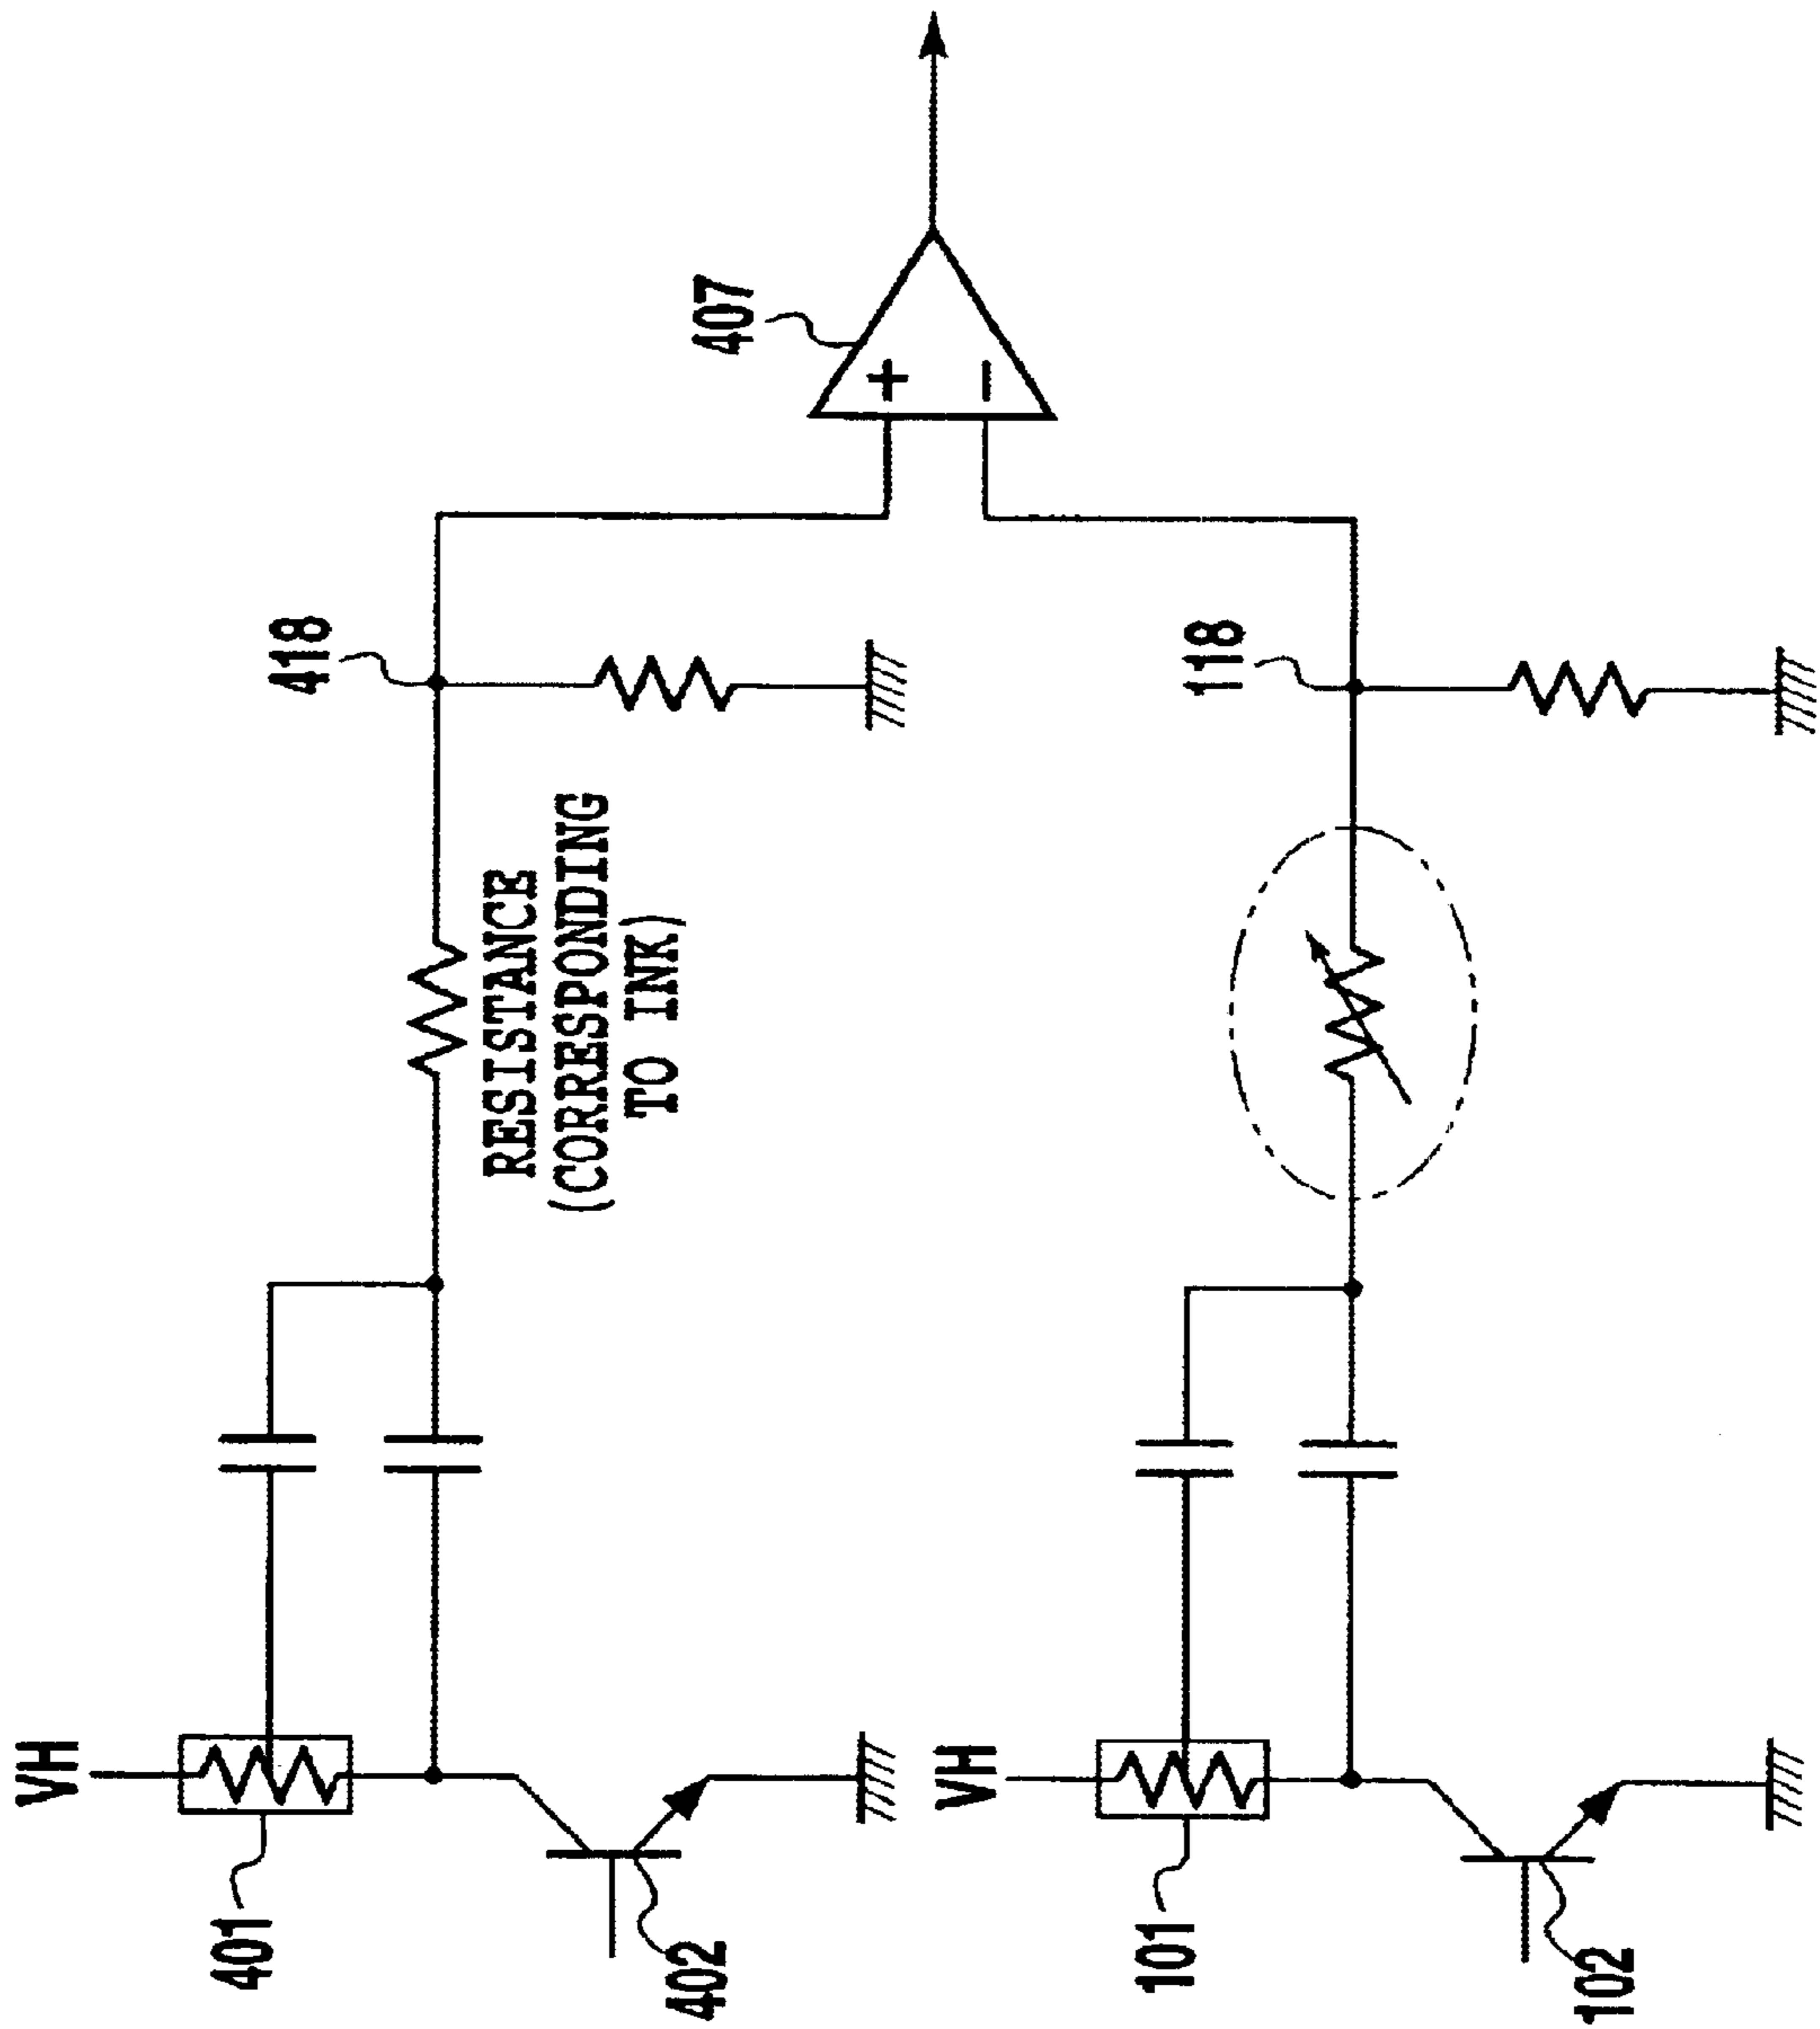 VH
401
402
RESISTANCE
(CORRESPONDING
TO INK)
418
407
+
−
VH
101
102
118